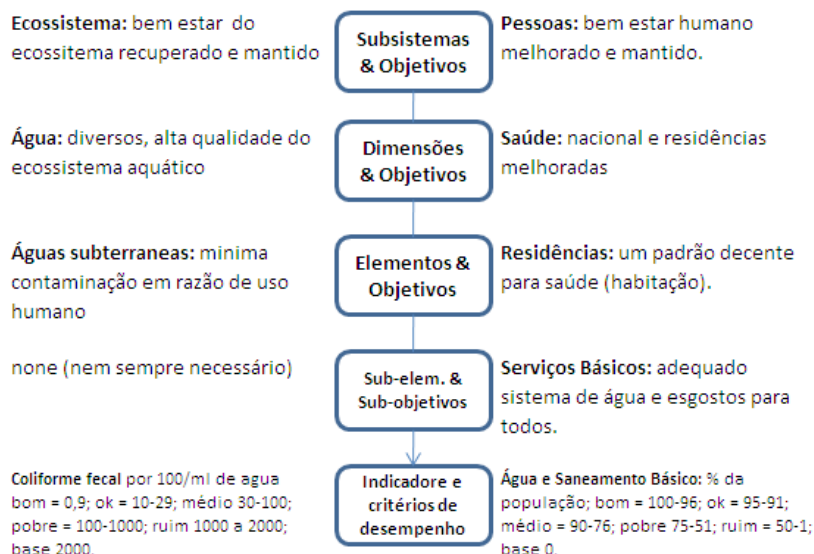 Ecossistema: bem estar do
ecossitema recuperado e mantido
Subsistemas
& Objetivos
Pessoas: bem estar humano
melhorado e mantido.
Água: diversos, alta qualidade do
ecossistema aquático
Dimensões
& Objetivos
Saúde: nacional e residências
melhoradas
Águas subterraneas: minima
contaminação em razão de uso
humano
Elementos &
Objetivos
Residências: um padrão decente
para saúde (habitação).
none (nem sempre necessário)
Sub-elem. &
Sub-objetivos
Serviços Básicos: adequado
sistema de água e esgostos para
todos.
Coliforme fecal por 100/ml de agua
bom = 0,9; ok = 10-29; médio 30-100;
pobre = 100-1000; ruim 1000 a 2000;
base 2000.
Indicadore e
critérios de
desempenho
Água e Saneamento Básico: % da
população; bom = 100-96; ok = 95-91;
médio = 90-76; pobre 75-51; ruim = 50-1;
base 0.